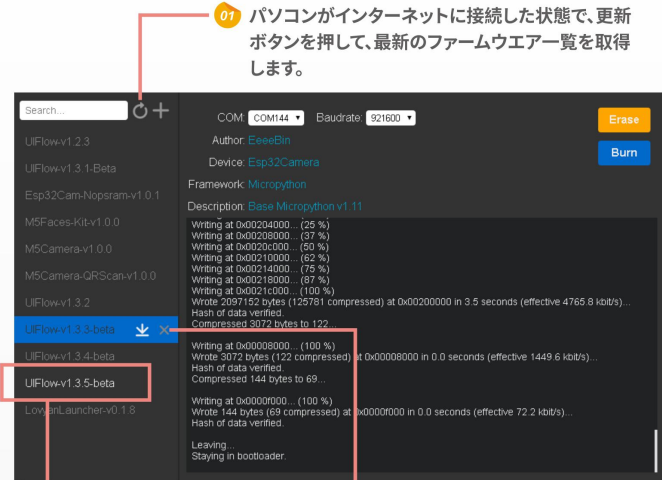 01 パソコンがインターネットに接続した状態で、更新
ボタンを押して、最新のファームウエア一覧を取得
します。
Search...
UIFlow-v1.2.3
UIFlow-v1.3.1-Beta
Esp32Cam-Nopsram-v1.0.1
M5Faces-Kit-v1.0.0
M5Camera-v1.0.0
M5Camera-QRScan-v1.0.0
UIFlow-v1.3.2
UIFlow-v1.3.3-beta
UIFlow-v1.3.4-beta
UIFlow-v1.3.5-beta
LovyanLauncher-v0.1.8
COM: COM144 Baudrate: 921600
Author: EeeeBin
Device: Esp32Camera
Framework: Micropython
Description: Base Micropython v1.11
Erase
Burn
Writing at 0x00204000... (25 %)
Writing at 0x00208000... (37 %)
Writing at 0x0020c000... (50 %)
Writing at 0x00210000... (62 %)
Writing at 0x00214000... (75 %)
Writing at 0x00218000... (87 %)
Writing at 0x0021c000... (100 %)
Wrote 2097152 bytes (125781 compressed) at 0x00200000 in 3.5 seconds (effective 4765.8 kbit/s)...
Hash of data verified.
Compressed 3072 bytes to 122...
Writing at 0x00008000... (100 %)
Wrote 3072 bytes (122 compressed) at 0x00008000 in 0.0 seconds (effective 1449.6 kbit/s)...
Hash of data verified.
Compressed 144 bytes to 69...
Writing at 0x0000f000... (100 %)
Wrote 144 bytes (69 compressed) at 0x0000f000 in 0.0 seconds (effective 72.2 kbit/s)...
Hash of data verified.
Leaving...
Staying in bootloader.